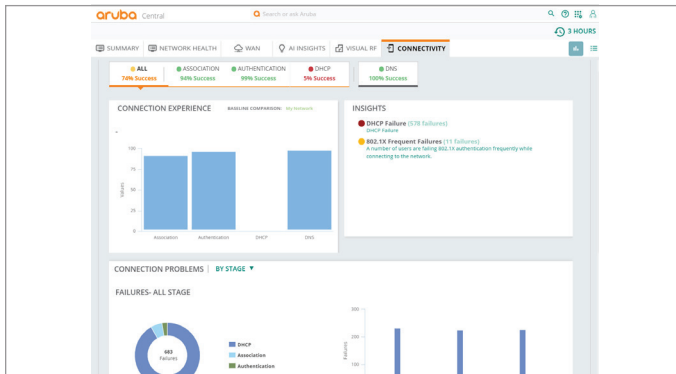 aruba Central
Search or ask Aruba
3 HOURS
SUMMARY NETWORK HEALTH WAN AI INSIGHTS VISUAL RF CONNECTIVITY
ALL ASSOCIATION AUTHENTICATION DHCP DNS
74% Success 94% Success 99% Success 5% Success 100% Success
CONNECTION EXPERIENCE BASELINE COMPARISON: My Network
100
75
50
25
0
Values
Association Authentication DHCP DNS
INSIGHTS
DHCP Failure (578 failures)
DHCP Failure
802.1X Frequent Failures (11 failures)
A number of users are failing 802.1X authentication frequently while
connecting to the network.
CONNECTION PROBLEMS | BY STAGE
FAILURES- ALL STAGE
683
Failures
DHCP
Association
Authentication
300
200
100
Failures